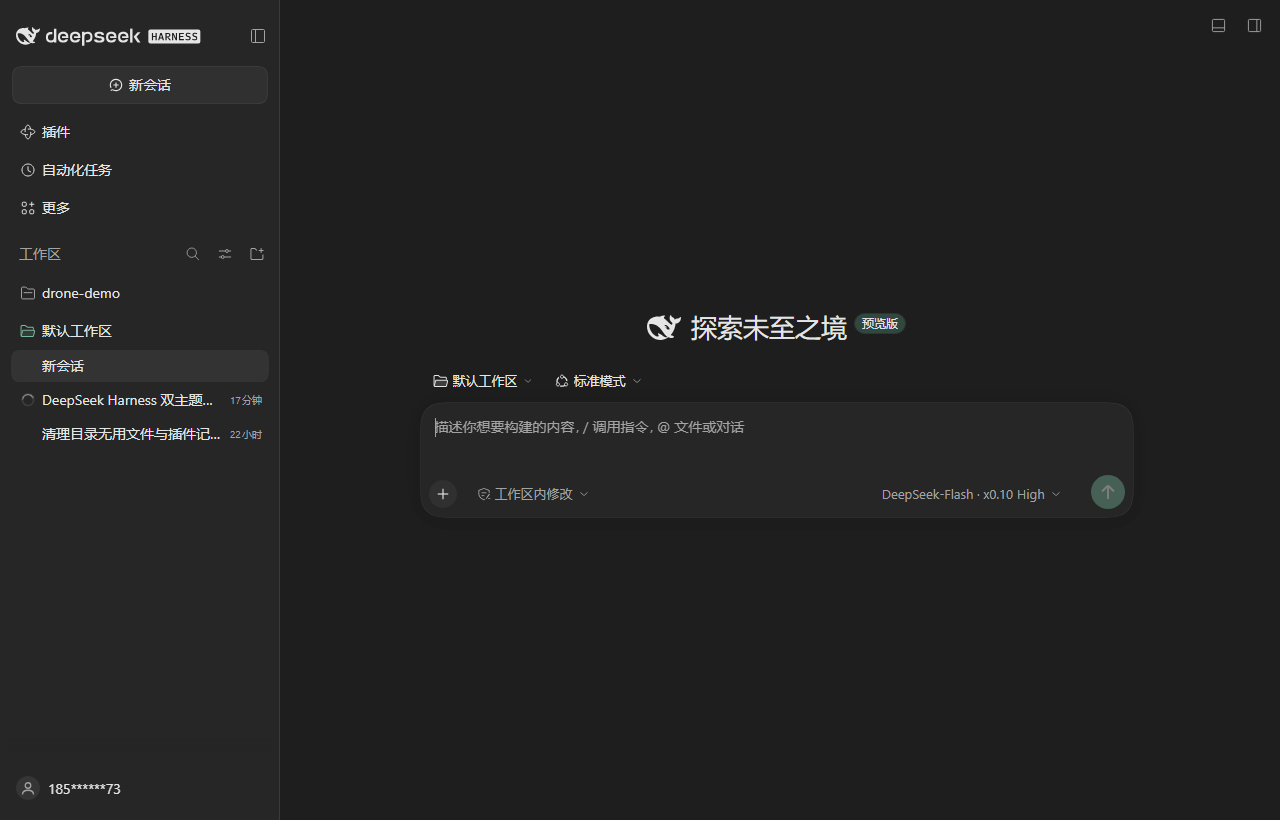 deepseek HARNESS
新会话
插件
自动化任务
更多
工作区
drone-demo
默认工作区
新会话
DeepSeek Harness 双主题... 17分钟
清理目录无用文件与插件记... 22小时
185******73
探索未至之境 预览版
默认工作区 标准模式
描述你想要构建的内容, / 调用指令, @ 文件或对话
工作区内修改 DeepSeek-Flash · x0.10 High